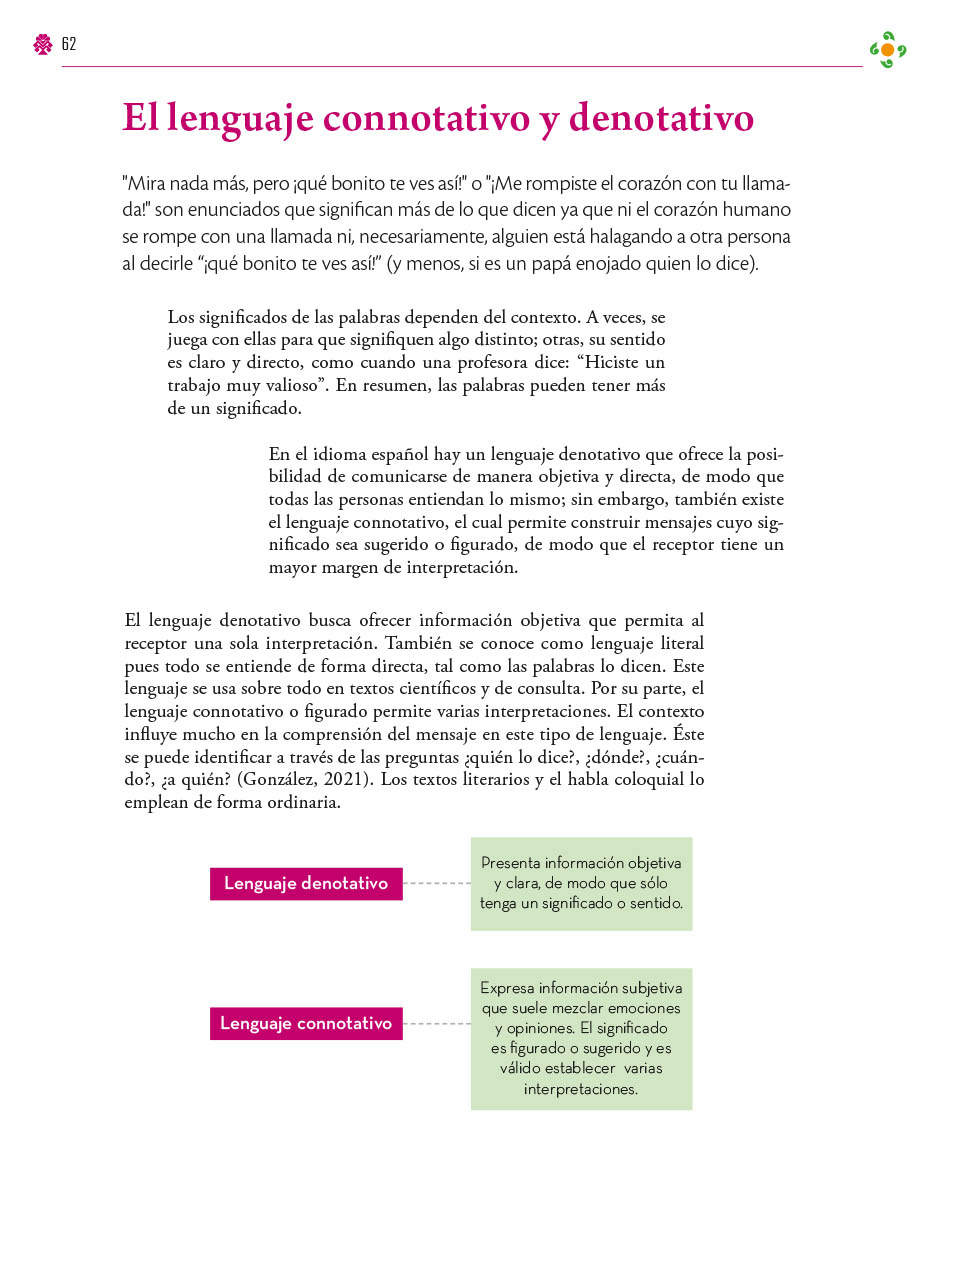 62
El lenguaje connotativo y denotativo
"Mira nada más, pero ¡qué bonito te ves así!" o "¡Me rompiste el corazón con tu llama-
da!" son enunciados que significan más de lo que dicen ya que ni el corazón humano
se rompe con una llamada ni, necesariamente, alguien está halagando a otra persona
al decirle “¡qué bonito te ves así!” (y menos, si es un papá enojado quien lo dice).
Los significados de las palabras dependen del contexto. A veces, se
juega con ellas para que signifiquen algo distinto; otras, su sentido
es claro y directo, como cuando una profesora dice: “Hiciste un
trabajo muy valioso”. En resumen, las palabras pueden tener más
de un significado.
En el idioma español hay un lenguaje denotativo que ofrece la posi-
bilidad de comunicarse de manera objetiva y directa, de modo que
todas las personas entiendan lo mismo; sin embargo, también existe
el lenguaje connotativo, el cual permite construir mensajes cuyo sig-
nificado sea sugerido o figurado, de modo que el receptor tiene un
mayor margen de interpretación.
El lenguaje denotativo busca ofrecer información objetiva que permita al
receptor una sola interpretación. También se conoce como lenguaje literal
pues todo se entiende de forma directa, tal como las palabras lo dicen. Este
lenguaje se usa sobre todo en textos científicos y de consulta. Por su parte, el
lenguaje connotativo o figurado permite varias interpretaciones. El contexto
influye mucho en la comprensión del mensaje en este tipo de lenguaje. Éste
se puede identificar a través de las preguntas ¿quién lo dice?, ¿dónde?, ¿cuán-
do?, ¿a quién? (González, 2021). Los textos literarios y el habla coloquial lo
emplean de forma ordinaria.
Lenguaje denotativo
Presenta información objetiva
y clara, de modo que sólo
tenga un significado o sentido.
Lenguaje connotativo
Expresa información subjetiva
que suele mezclar emociones
y opiniones. El significado
es figurado o sugerido y es
válido establecer varias
interpretaciones.